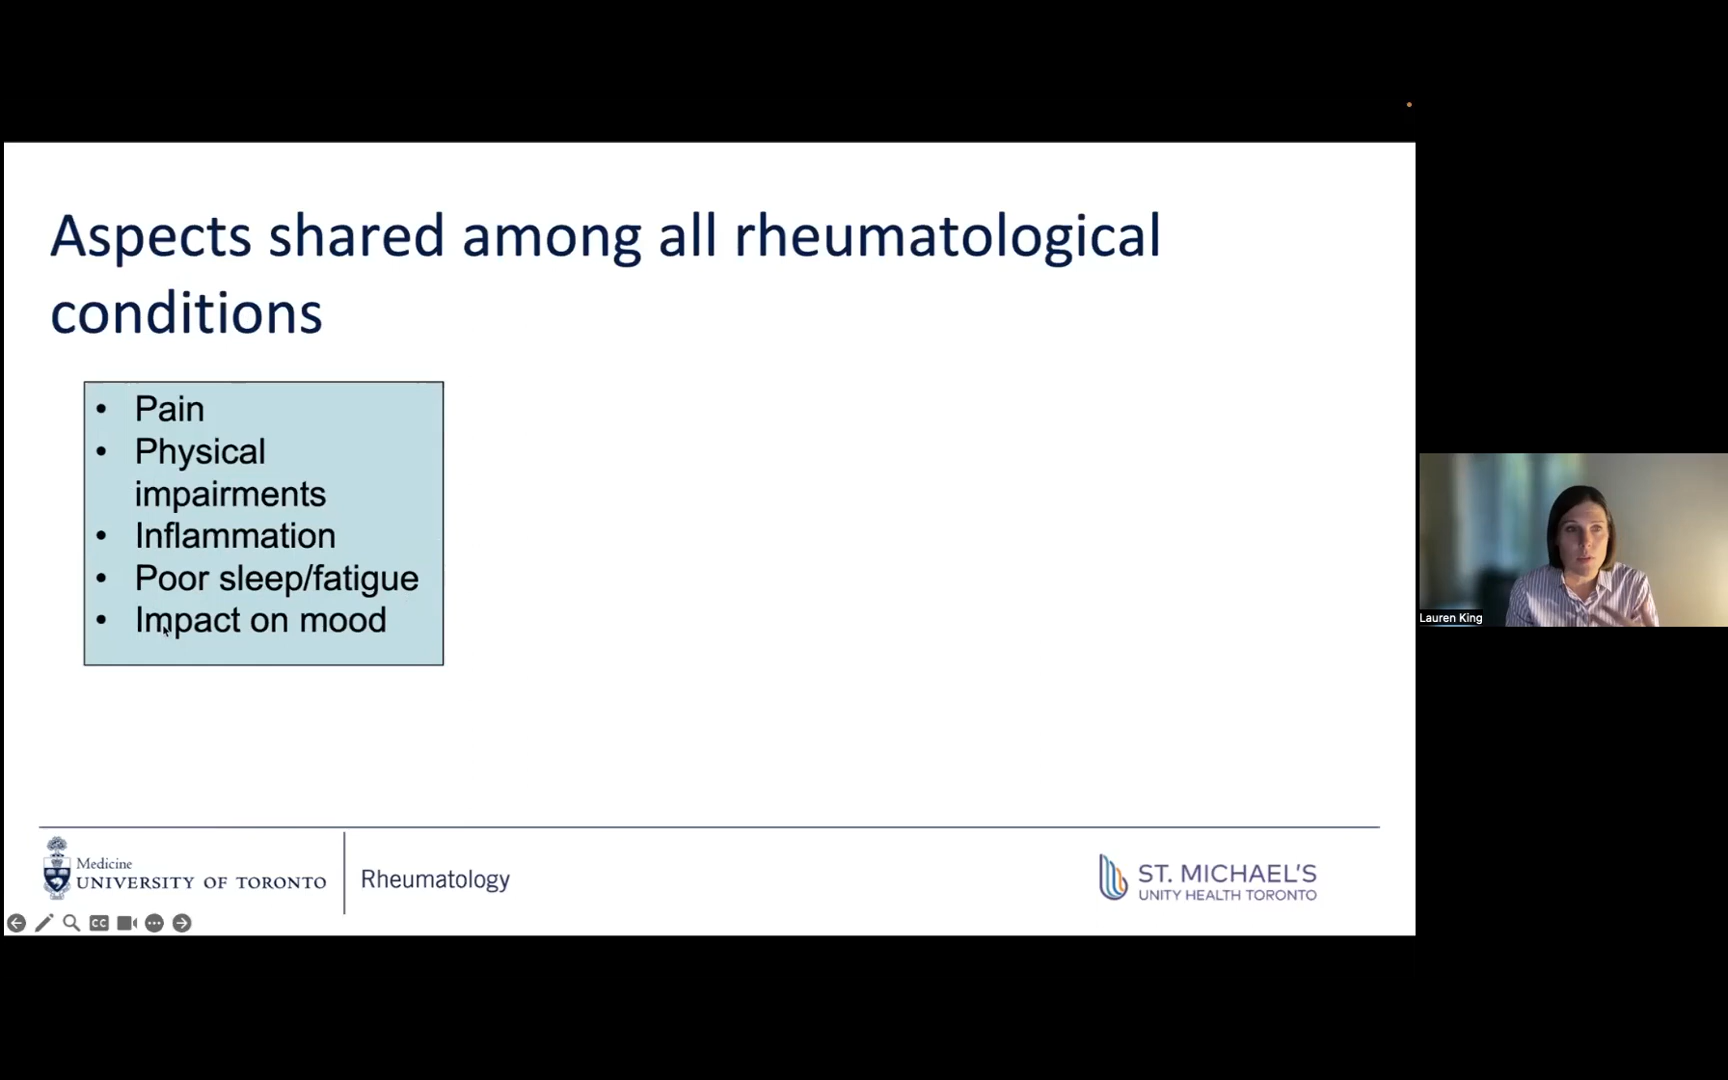 Aspects shared among all rheumatological
conditions
• Pain
• Physical
impairments
• Inflammation
• Poor sleep/fatigue
• Impact on mood
Lauren King
Medicine
UNIVERSITY OF TORONTO
Rheumatology
ST. MICHAEL'S
UNITY HEALTH TORONTO
CC